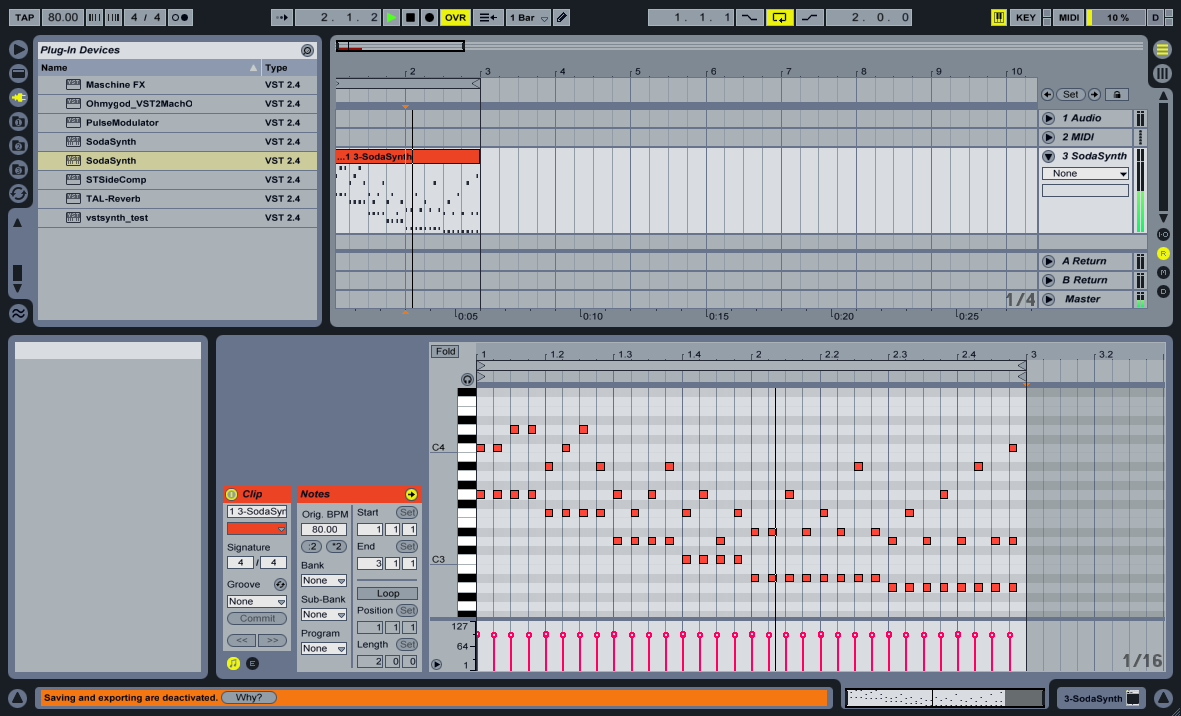 TAP 80.00 4 / 4 2. 1. 2 OVR 1 Bar 1. 1. 1 2. 0. 0 KEY MIDI 10 % D
Plug-In Devices
Name Type
Maschine FX VST 2.4
Ohmygod_VST2MachO VST 2.4
PulseModulator VST 2.4
SodaSynth VST 2.4
SodaSynth VST 2.4
STSideComp VST 2.4
TAL-Reverb VST 2.4
vstsynth_test VST 2.4
2 3 4 5 6 7 8 9 10
Set
1 Audio
2 MIDI
...1 3-SodaSynth
3 SodaSynth
None
I·O
R
M
D
A Return
B Return
1/4
Master
0:05 0:10 0:15 0:20 0:25
Fold
1 1.2 1.3 1.4 2 2.2 2.3 2.4 3 3.2
C4
C3
127
64
1
1/16
Clip
1 3-SodaSyn
Signature
4 / 4
Groove
None
Commit
<< >>
E
Notes
Orig. BPM
80.00
:2 *2
Bank
None
Sub-Bank
None
Program
None
Start Set
1 1 1
End Set
3 1 1
Loop
Position Set
1 1 1
Length Set
2 0 0
Saving and exporting are deactivated. Why?
3-SodaSynth